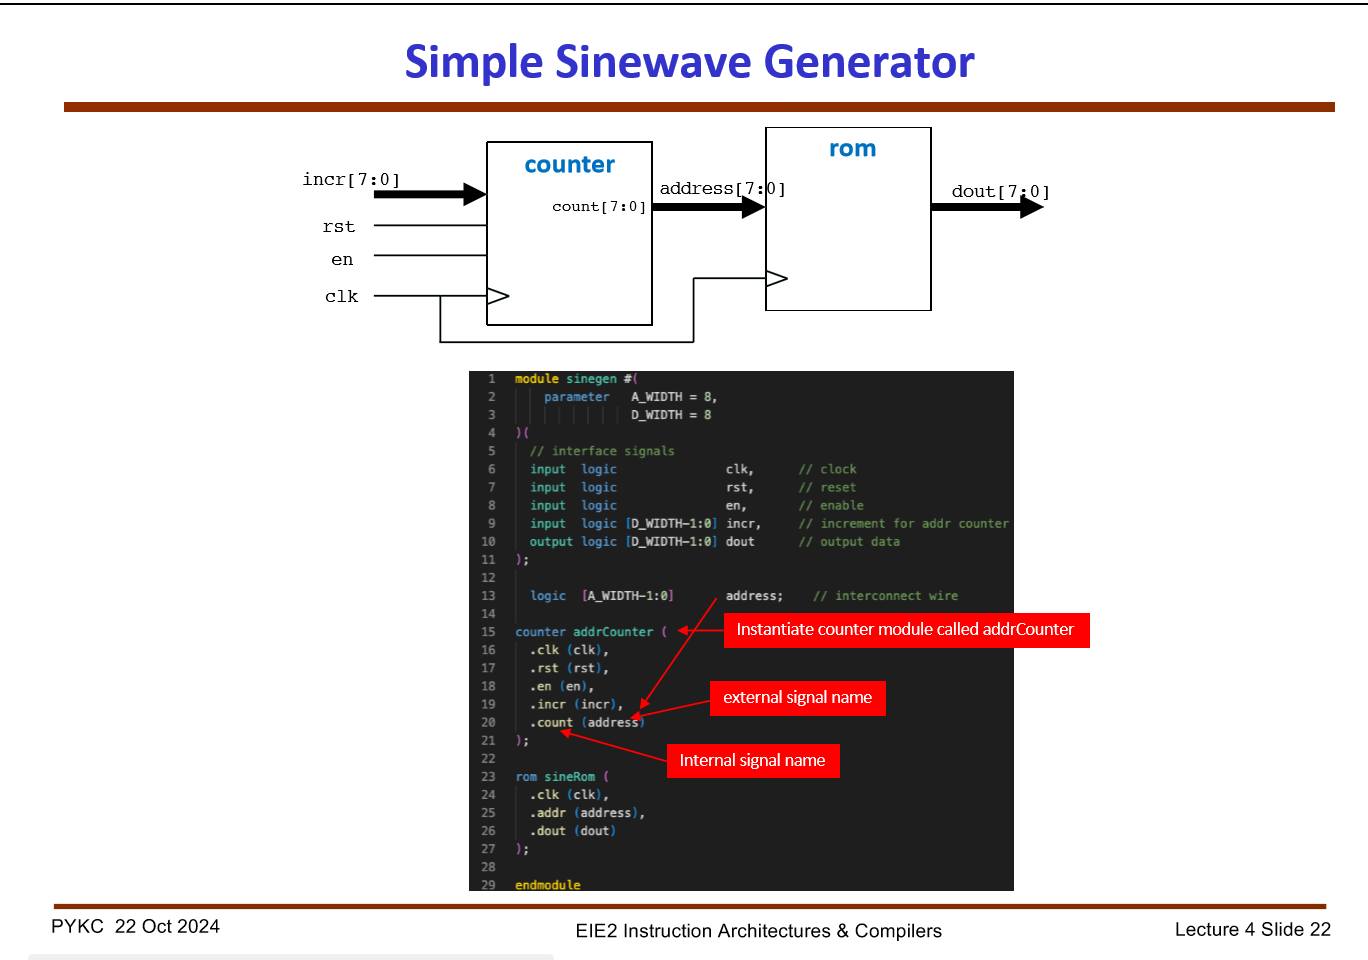 Simple Sinewave Generator
counter
rom
incr[7:0]
address[7:0]
dout[7:0]
count[7:0]
rst
en
clk
1 module sinegen #(
2 parameter A_WIDTH = 8,
3 D_WIDTH = 8
4 )(
5 // interface signals
6 input logic clk, // clock
7 input logic rst, // reset
8 input logic en, // enable
9 input logic [D_WIDTH-1:0] incr, // increment for addr counter
10 output logic [D_WIDTH-1:0] dout // output data
11 );
12
13 logic [A_WIDTH-1:0] address; // interconnect wire
14
15 counter addrCounter (
Instantiate counter module called addrCounter
16 .clk (clk),
17 .rst (rst),
18 .en (en),
external signal name
19 .incr (incr),
20 .count (address)
21 );
22
Internal signal name
23 rom sineRom (
24 .clk (clk),
25 .addr (address),
26 .dout (dout)
27 );
28
29 endmodule
PYKC 22 Oct 2024
EIE2 Instruction Architectures & Compilers
Lecture 4 Slide 22